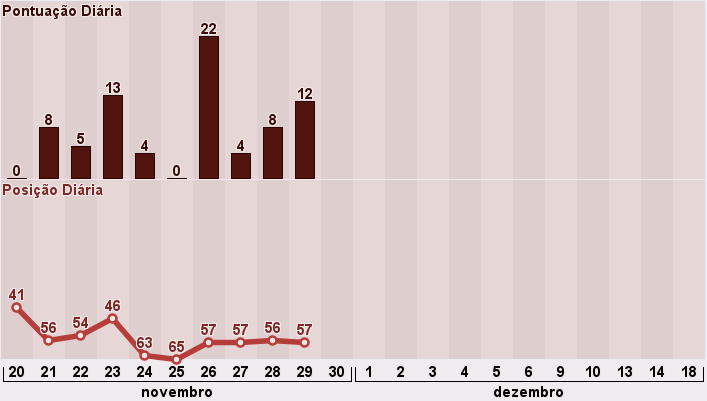 Pontuação Diária
0 8 5 13 4 0 22 4 8 12
Posição Diária
41 56 54 46 63 65 57 57 56 57
20 21 22 23 24 25 26 27 28 29 30 1 2 3 4 5 6 9 10 13 14 18
novembro dezembro